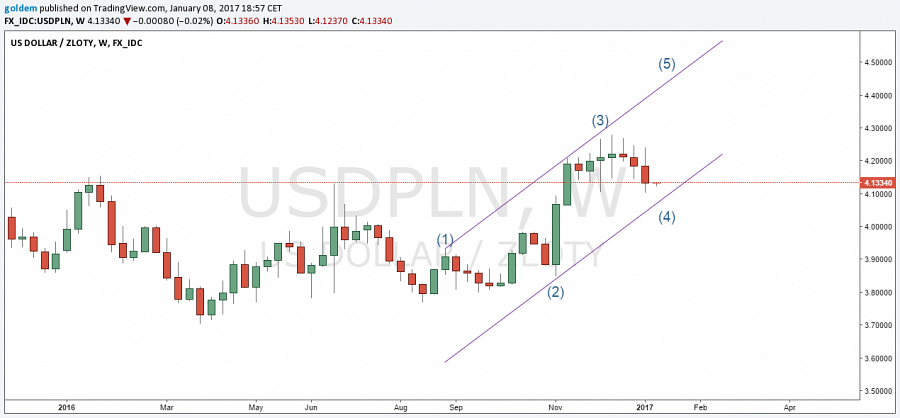 goldem published on TradingView.com, January 08, 2017 18:57 CET
FX_IDC:USDPLN, W 4.13340 ▼ −0.00080 (−0.02%) O:4.13360 H:4.13530 L:4.12370 C:4.13340
US DOLLAR / ZLOTY, W, FX_IDC
USDPLN, W
US DOLLAR / ZLOTY
(1)
(2)
(3)
(4)
(5)
4.50000
4.40000
4.30000
4.20000
4.13340
4.00000
3.90000
3.80000
3.70000
3.60000
3.50000
2016 Mar May Jun Aug Sep Nov 2017 Feb Apr